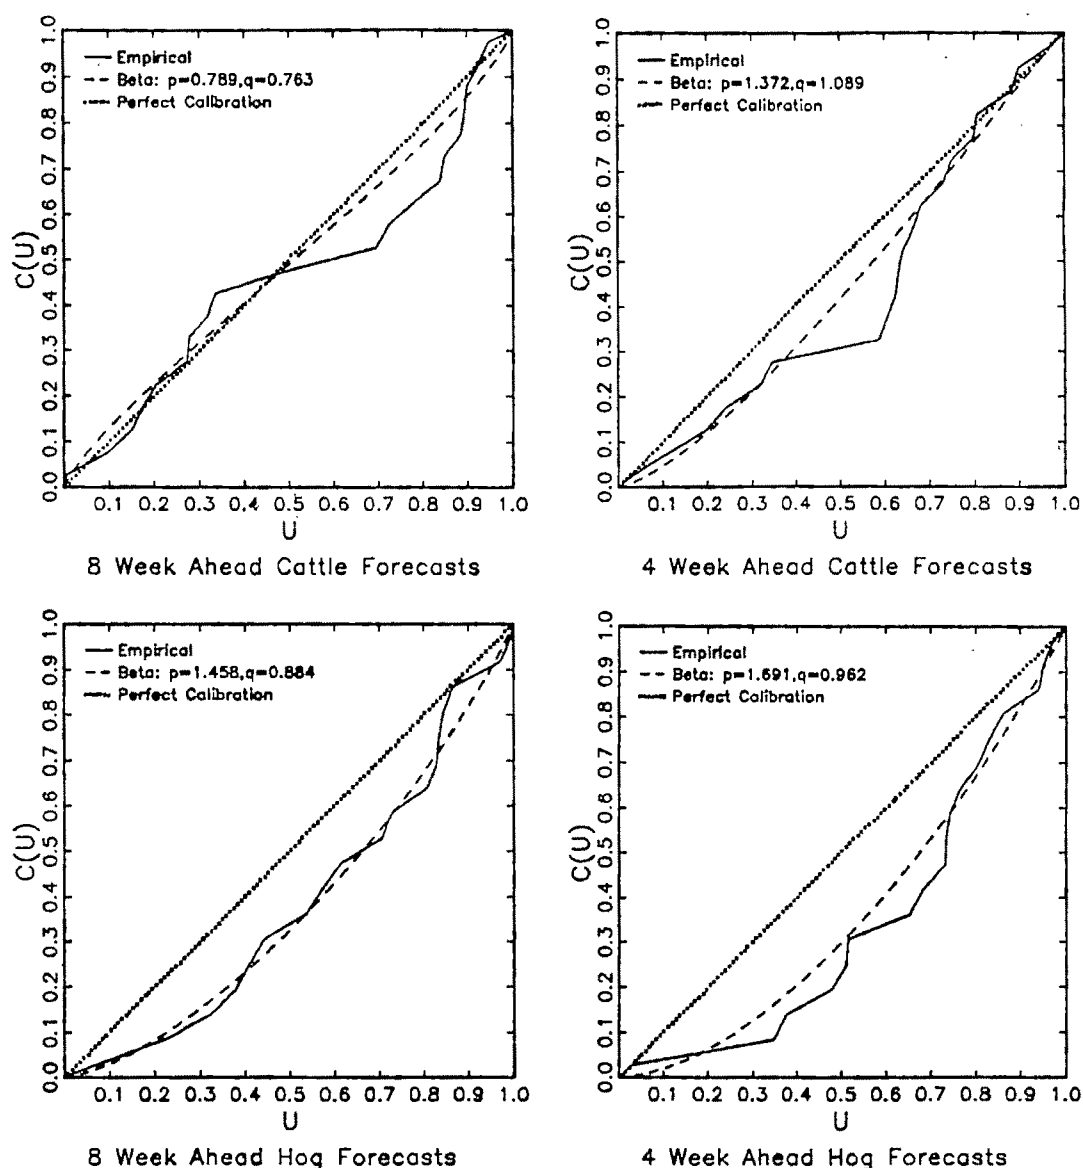 Empirical
Beta: p=0.789,q=0.763
Perfect Calibration
C(U)
0.0 0.1 0.2 0.3 0.4 0.5 0.6 0.7 0.8 0.9 1.0
0.1 0.2 0.3 0.4 0.5 0.6 0.7 0.8 0.9 1.0
U
8 Week Ahead Cattle Forecasts
Empirical
Beta: p=1.372,q=1.089
Perfect Calibration
C(U)
0.0 0.1 0.2 0.3 0.4 0.5 0.6 0.7 0.8 0.9 1.0
0.1 0.2 0.3 0.4 0.5 0.6 0.7 0.8 0.9 1.0
U
4 Week Ahead Cattle Forecasts
Empirical
Beta: p=1.458,q=0.884
Perfect Calibration
C(U)
0.0 0.1 0.2 0.3 0.4 0.5 0.6 0.7 0.8 0.9 1.0
0.1 0.2 0.3 0.4 0.5 0.6 0.7 0.8 0.9 1.0
U
8 Week Ahead Hog Forecasts
Empirical
Beta: p=1.691,q=0.962
Perfect Calibration
C(U)
0.0 0.1 0.2 0.3 0.4 0.5 0.6 0.7 0.8 0.9 1.0
0.1 0.2 0.3 0.4 0.5 0.6 0.7 0.8 0.9 1.0
U
4 Week Ahead Hog Forecasts